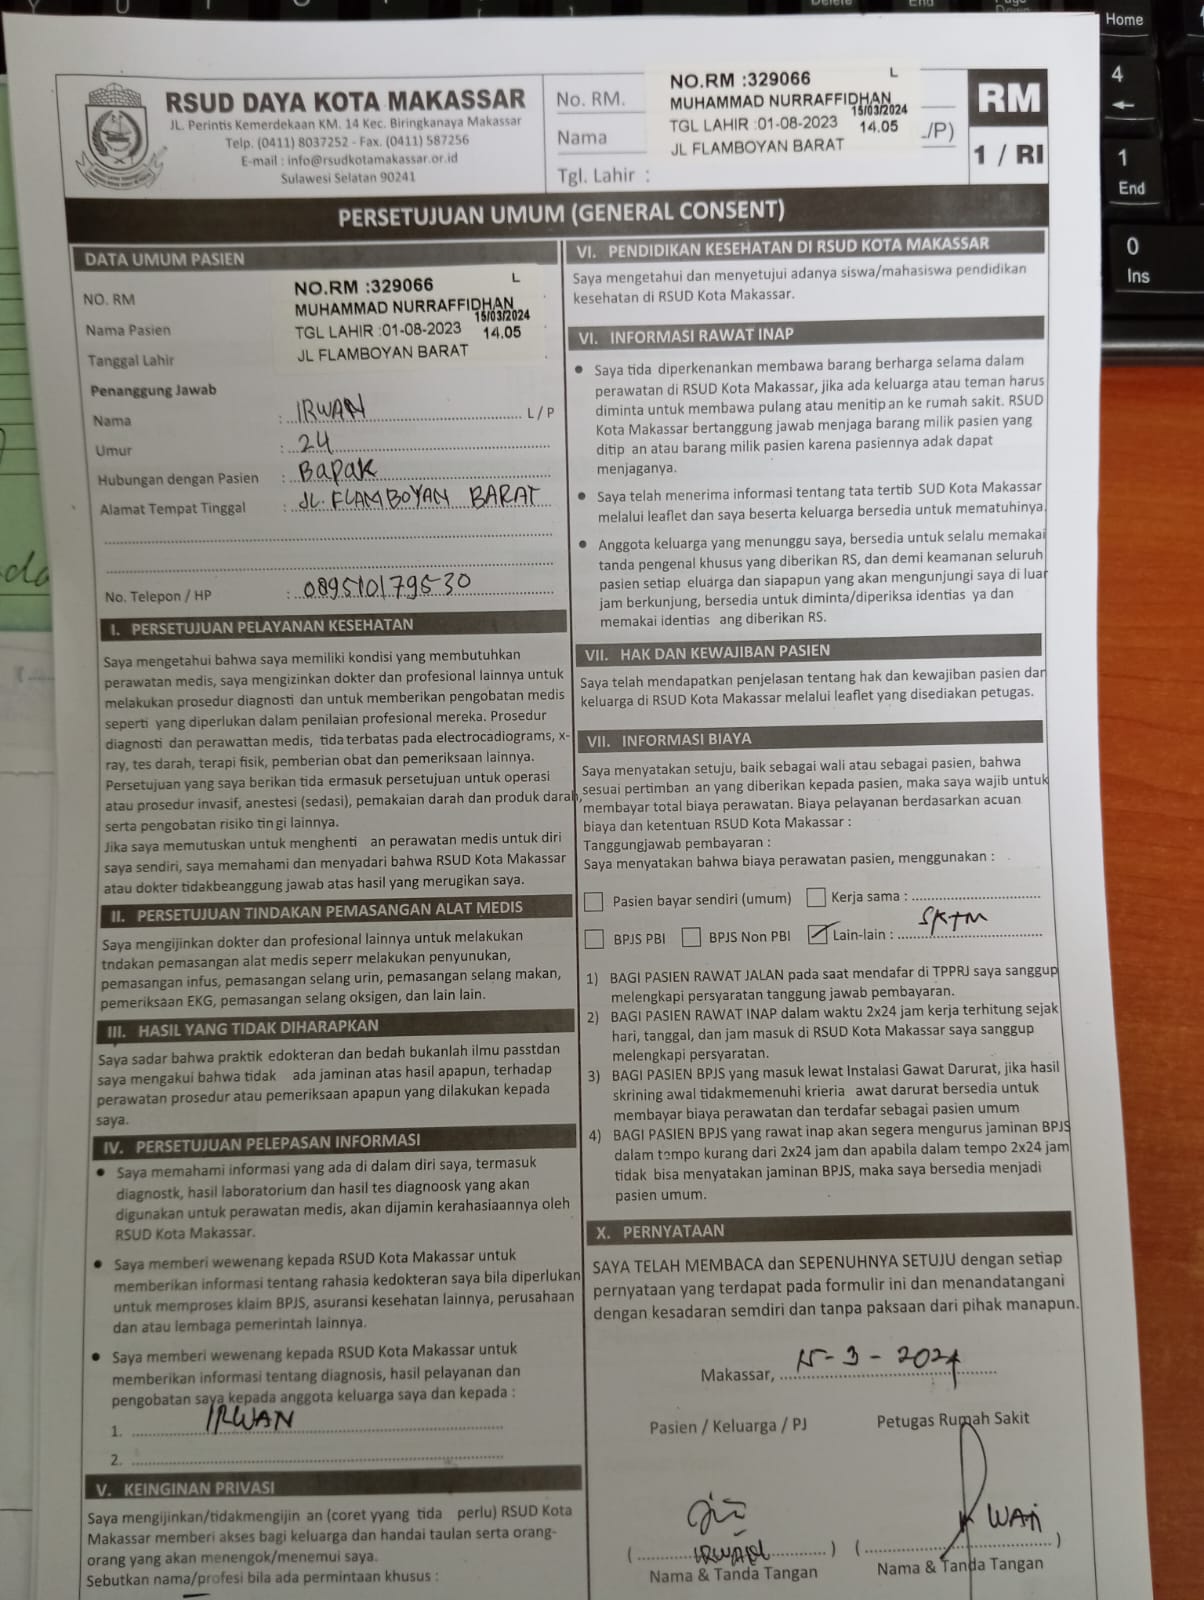 Delete
End
Page
Down
Home
4
1
End
0
Ins
RSUD DAYA KOTA MAKASSAR
JL. Perintis Kemerdekaan KM. 14 Kec. Biringkanaya Makassar
Telp. (0411) 8037252 - Fax. (0411) 587256
E-mail : info@rsudkotamakassar.or.id
Sulawesi Selatan 90241
No. RM.
Nama
Tgl. Lahir :
NO.RM :329066 L
MUHAMMAD NURRAFFIDHAN
15/03/2024
TGL LAHIR :01-08-2023 14.05
JL FLAMBOYAN BARAT
/P)
RM
1 / RI
PERSETUJUAN UMUM (GENERAL CONSENT)
DATA UMUM PASIEN
NO. RM
Nama Pasien
Tanggal Lahir
NO.RM :329066 L
MUHAMMAD NURRAFFIDHAN
15/03/2024
TGL LAHIR :01-08-2023 14.05
JL FLAMBOYAN BARAT
Penanggung Jawab
Nama : IRWAN L / P
Umur : 24
Hubungan dengan Pasien : Bapak
Alamat Tempat Tinggal : JL. FLAMBOYAN BARAT
No. Telepon / HP : 089510179530
I. PERSETUJUAN PELAYANAN KESEHATAN
Saya mengetahui bahwa saya memiliki kondisi yang membutuhkan
perawatan medis, saya mengizinkan dokter dan profesional lainnya untuk
melakukan prosedur diagnosti dan untuk memberikan pengobatan medis
seperti yang diperlukan dalam penilaian profesional mereka. Prosedur
diagnosti dan perawattan medis, tida terbatas pada electrocadiograms, x-
ray, tes darah, terapi fisik, pemberian obat dan pemeriksaan lainnya.
Persetujuan yang saya berikan tida ermasuk persetujuan untuk operasi
atau prosedur invasif, anestesi (sedasi), pemakaian darah dan produk darah,
serta pengobatan risiko tin gi lainnya.
Jika saya memutuskan untuk menghenti an perawatan medis untuk diri
saya sendiri, saya memahami dan menyadari bahwa RSUD Kota Makassar
atau dokter tidakbeanggung jawab atas hasil yang merugikan saya.
II. PERSETUJUAN TINDAKAN PEMASANGAN ALAT MEDIS
Saya mengijinkan dokter dan profesional lainnya untuk melakukan
tndakan pemasangan alat medis seperr melakukan penyunukan,
pemasangan infus, pemasangan selang urin, pemasangan selang makan,
pemeriksaan EKG, pemasangan selang oksigen, dan lain lain.
III. HASIL YANG TIDAK DIHARAPKAN
Saya sadar bahwa praktik edokteran dan bedah bukanlah ilmu passtdan
saya mengakui bahwa tidak ada jaminan atas hasil apapun, terhadap
perawatan prosedur atau pemeriksaan apapun yang dilakukan kepada
saya.
IV. PERSETUJUAN PELEPASAN INFORMASI
• Saya memahami informasi yang ada di dalam diri saya, termasuk
diagnostk, hasil laboratorium dan hasil tes diagnoosk yang akan
digunakan untuk perawatan medis, akan dijamin kerahasiaannya oleh
RSUD Kota Makassar.
• Saya memberi wewenang kepada RSUD Kota Makassar untuk
memberikan informasi tentang rahasia kedokteran saya bila diperlukan
untuk memproses klaim BPJS, asuransi kesehatan lainnya, perusahaan
dan atau lembaga pemerintah lainnya.
• Saya memberi wewenang kepada RSUD Kota Makassar untuk
memberikan informasi tentang diagnosis, hasil pelayanan dan
pengobatan saya kepada anggota keluarga saya dan kepada :
1. IRWAN
2.
V. KEINGINAN PRIVASI
Saya mengijinkan/tidakmengijin an (coret yyang tida perlu) RSUD Kota
Makassar memberi akses bagi keluarga dan handai taulan serta orang-
orang yang akan menengok/menemui saya.
Sebutkan nama/profesi bila ada permintaan khusus :
VI. PENDIDIKAN KESEHATAN DI RSUD KOTA MAKASSAR
Saya mengetahui dan menyetujui adanya siswa/mahasiswa pendidikan
kesehatan di RSUD Kota Makassar.
VI. INFORMASI RAWAT INAP
• Saya tida diperkenankan membawa barang berharga selama dalam
perawatan di RSUD Kota Makassar, jika ada keluarga atau teman harus
diminta untuk membawa pulang atau menitip an ke rumah sakit. RSUD
Kota Makassar bertanggung jawab menjaga barang milik pasien yang
ditip an atau barang milik pasien karena pasiennya adak dapat
menjaganya.
• Saya telah menerima informasi tentang tata tertib SUD Kota Makassar
melalui leaflet dan saya beserta keluarga bersedia untuk mematuhinya
• Anggota keluarga yang menunggu saya, bersedia untuk selalu memakai
tanda pengenal khusus yang diberikan RS, dan demi keamanan seluruh
pasien setiap eluarga dan siapapun yang akan mengunjungi saya di luar
jam berkunjung, bersedia untuk diminta/diperiksa identias ya dan
memakai identias ang diberikan RS.
VII. HAK DAN KEWAJIBAN PASIEN
Saya telah mendapatkan penjelasan tentang hak dan kewajiban pasien dan
keluarga di RSUD Kota Makassar melalui leaflet yang disediakan petugas.
VII. INFORMASI BIAYA
Saya menyatakan setuju, baik sebagai wali atau sebagai pasien, bahwa
sesuai pertimban an yang diberikan kepada pasien, maka saya wajib untuk
membayar total biaya perawatan. Biaya pelayanan berdasarkan acuan
biaya dan ketentuan RSUD Kota Makassar :
Tanggungjawab pembayaran :
Saya menyatakan bahwa biaya perawatan pasien, menggunakan :
Pasien bayar sendiri (umum) Kerja sama :
BPJS PBI BPJS Non PBI Lain-lain : SKTM
1) BAGI PASIEN RAWAT JALAN pada saat mendafar di TPPRJ saya sanggup
melengkapi persyaratan tanggung jawab pembayaran.
2) BAGI PASIEN RAWAT INAP dalam waktu 2x24 jam kerja terhitung sejak
hari, tanggal, dan jam masuk di RSUD Kota Makassar saya sanggup
melengkapi persyaratan.
3) BAGI PASIEN BPJS yang masuk lewat Instalasi Gawat Darurat, jika hasil
skrining awal tidakmemenuhi krieria awat darurat bersedia untuk
membayar biaya perawatan dan terdafar sebagai pasien umum
4) BAGI PASIEN BPJS yang rawat inap akan segera mengurus jaminan BPJS
dalam tempo kurang dari 2x24 jam dan apabila dalam tempo 2x24 jam
tidak bisa menyatakan jaminan BPJS, maka saya bersedia menjadi
pasien umum.
X. PERNYATAAN
SAYA TELAH MEMBACA dan SEPENUHNYA SETUJU dengan setiap
pernyataan yang terdapat pada formulir ini dan menandatangani
dengan kesadaran semdiri dan tanpa paksaan dari pihak manapun.
Makassar, 15-3-2024
Pasien / Keluarga / PJ
Petugas Rumah Sakit
( IRWAN )
Nama & Tanda Tangan
( WAN )
Nama & Tanda Tangan